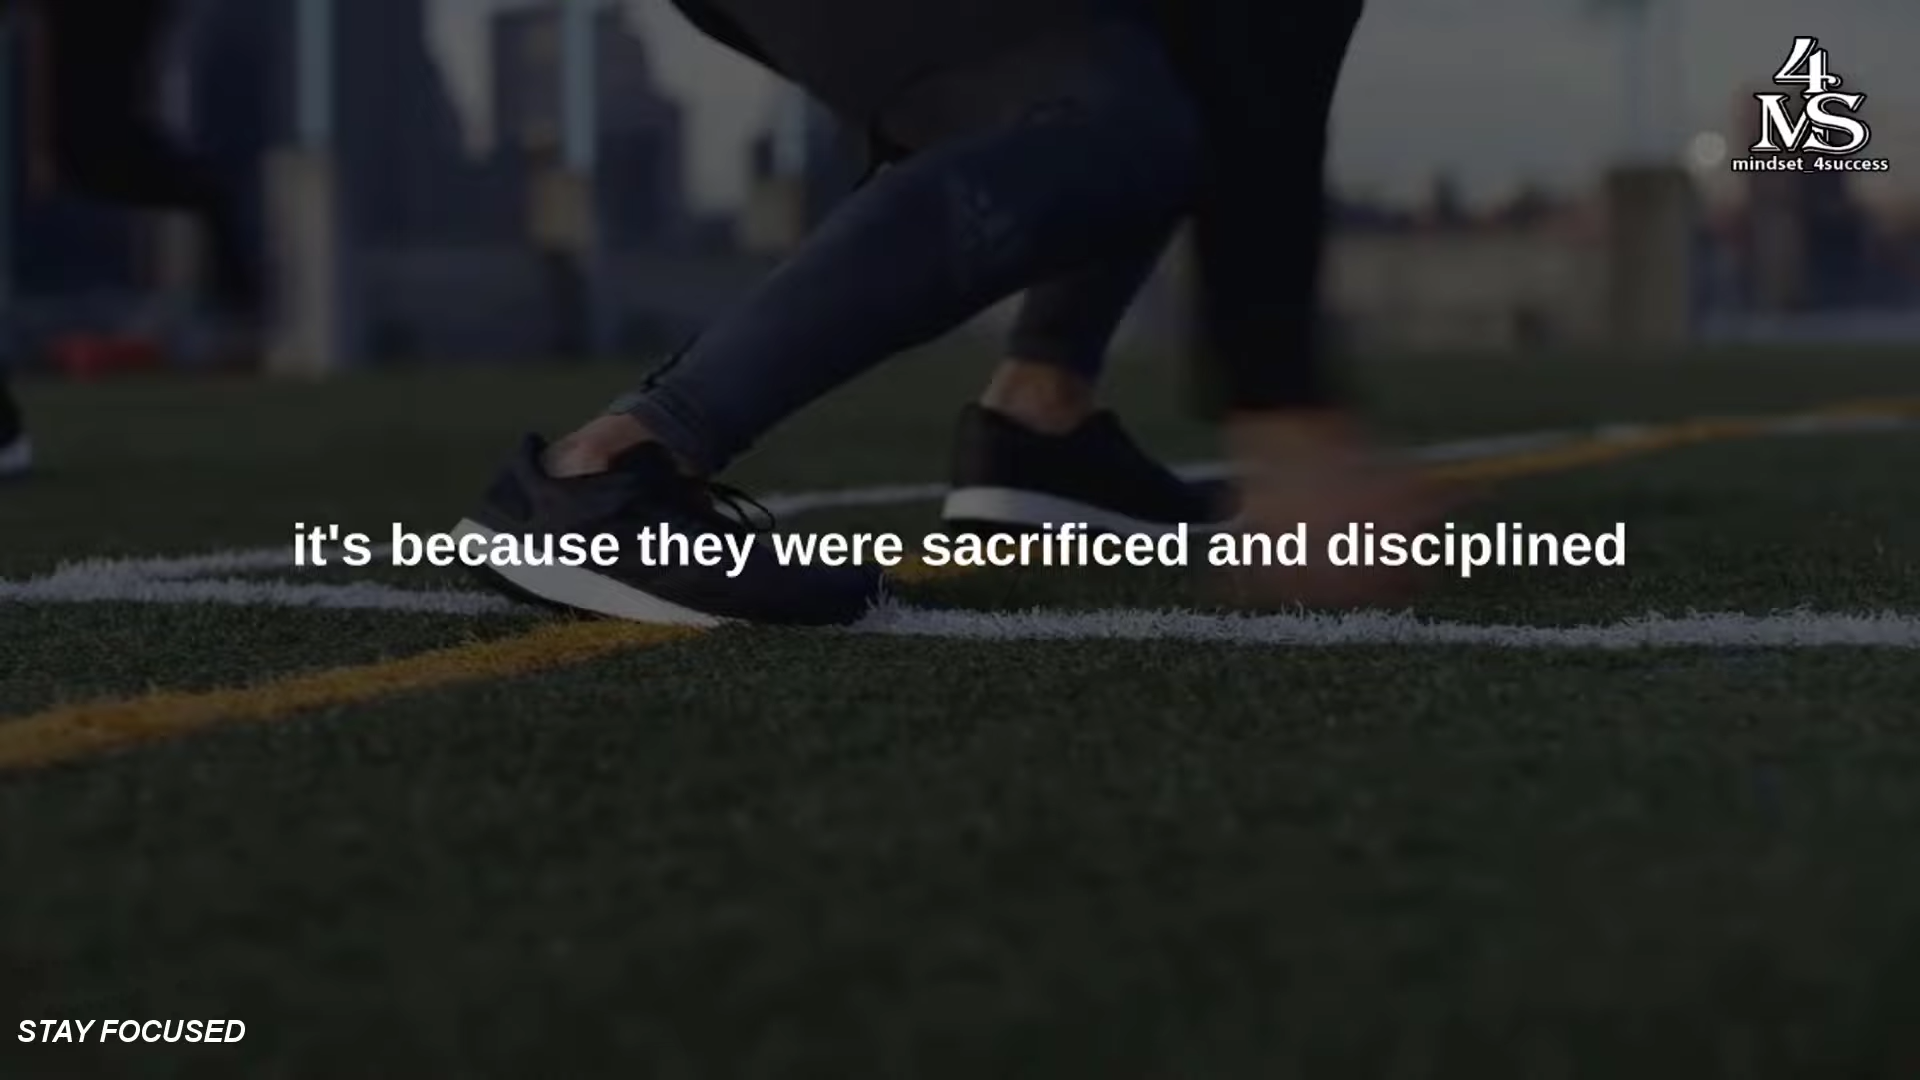 4
MS
mindset_4success
it's because they were sacrificed and disciplined
STAY FOCUSED